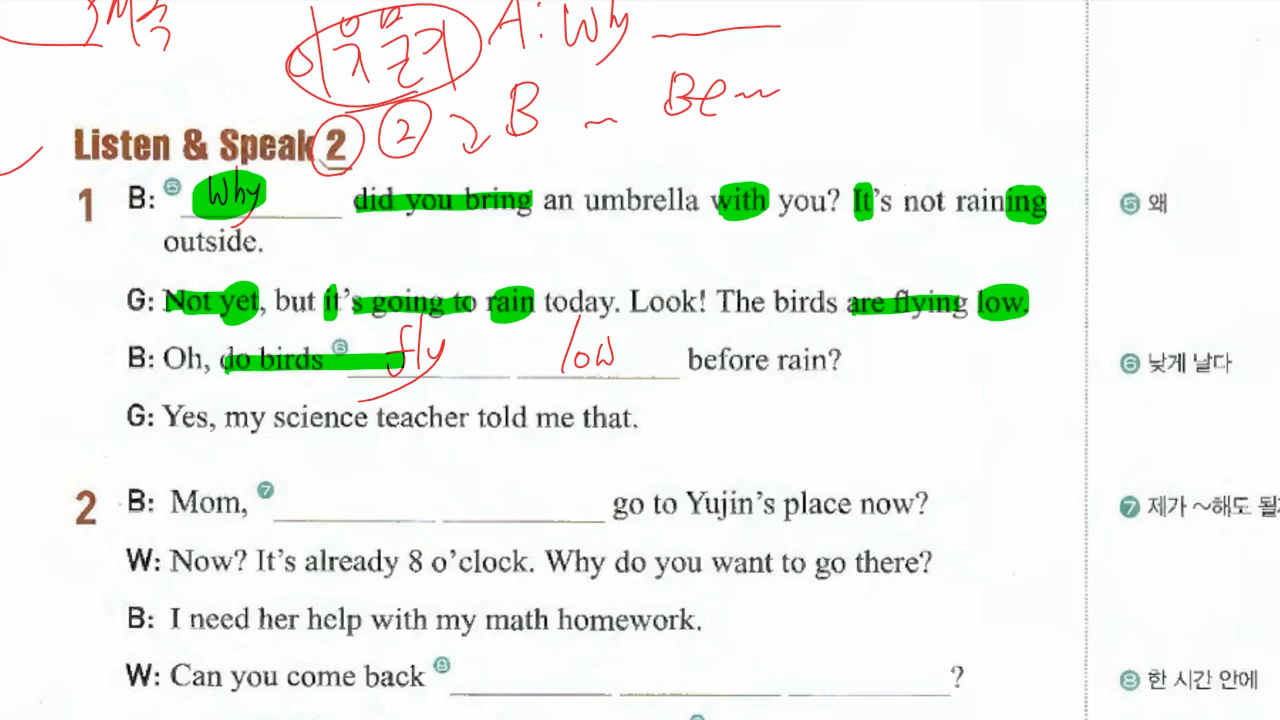 이유묻기 A: Why
① ② B ~ Be~
Listen & Speak 2
1 B: ⑤ Why did you bring an umbrella with you? It's not raining
outside.
⑤ 왜
G: Not yet, but it's going to rain today. Look! The birds are flying low.
B: Oh, do birds ⑥ fly low before rain?
⑥ 낮게 날다
G: Yes, my science teacher told me that.
2 B: Mom, ⑦ go to Yujin's place now?
⑦ 제가 ~해도
W: Now? It's already 8 o'clock. Why do you want to go there?
B: I need her help with my math homework.
W: Can you come back ⑧ ?
⑧ 한 시간 안에